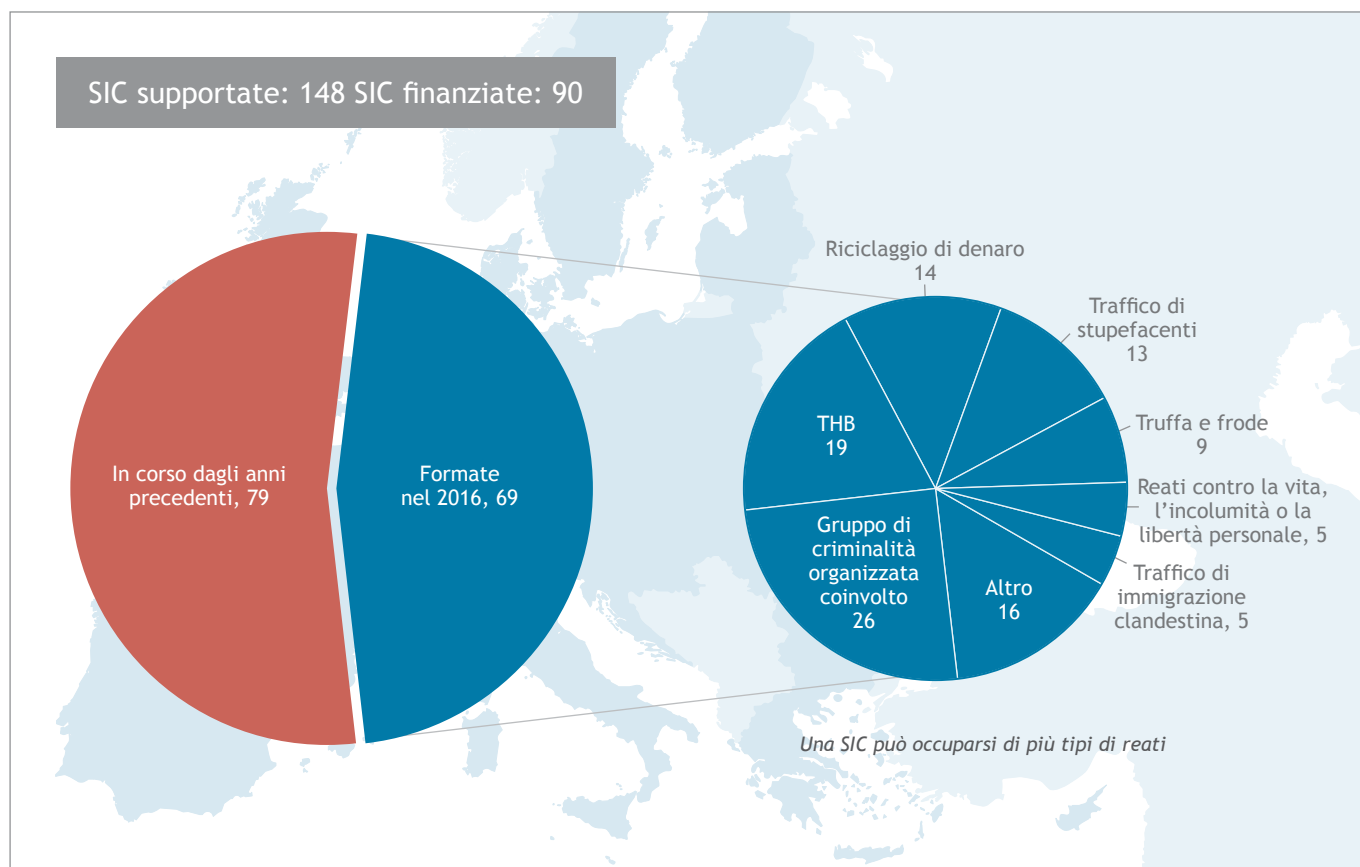 SIC supportate: 148 SIC finanziate: 90
In corso dagli anni
precedenti, 79
Formate
nel 2016, 69
Riciclaggio di denaro
14
Traffico di
stupefacenti
13
Truffa e frode
9
Reati contro la vita,
l'incolumità o la
libertà personale, 5
Traffico di
immigrazione
clandestina, 5
Altro
16
Gruppo di
criminalità
organizzata
coinvolto
26
THB
19
Una SIC può occuparsi di più tipi di reati